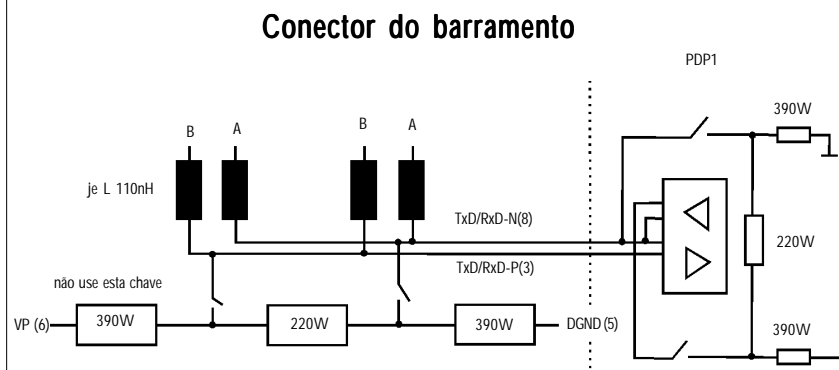 Conector do barramento
PDP1
390W
B A B A
je L 110nH
TxD/RxD-N(8)
220W
TxD/RxD-P(3)
não use esta chave
390W
VP (6) 390W 220W 390W DGND (5)